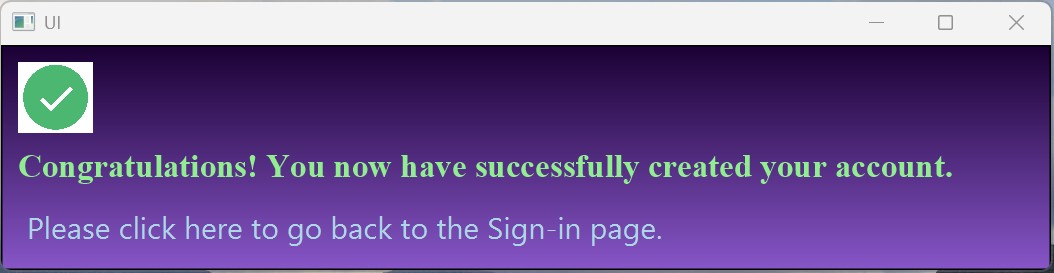 UI
Congratulations! You now have successfully created your account.
Please click here to go back to the Sign-in page.